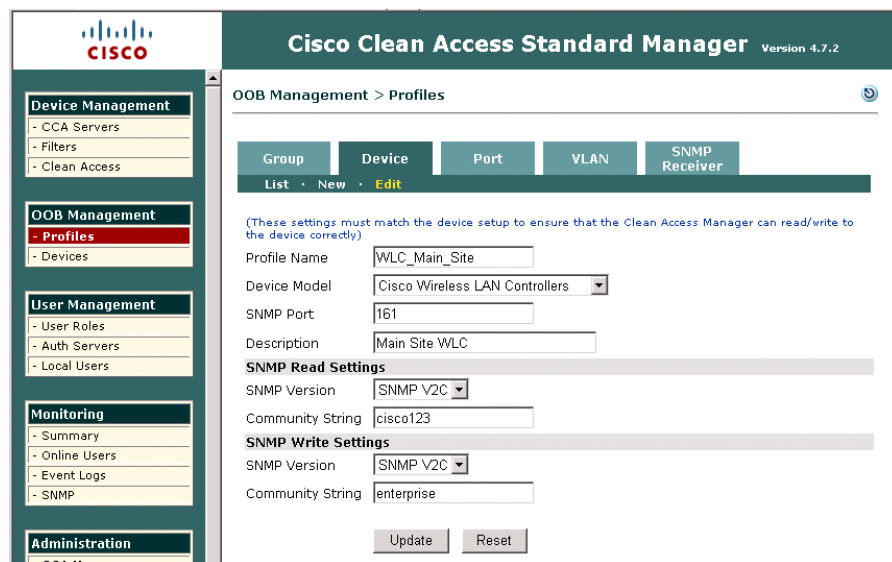 CISCO
Cisco Clean Access Standard Manager Version 4.7.2
Device Management
- CCA Servers
- Filters
- Clean Access
OOB Management
- Profiles
- Devices
User Management
- User Roles
- Auth Servers
- Local Users
Monitoring
- Summary
- Online Users
- Event Logs
- SNMP
Administration
OOB Management > Profiles
Group
Device
Port
VLAN
SNMP
Receiver
List · New · Edit
(These settings must match the device setup to ensure that the Clean Access Manager can read/write to
the device correctly)
Profile Name WLC_Main_Site
Device Model Cisco Wireless LAN Controllers
SNMP Port 161
Description Main Site WLC
SNMP Read Settings
SNMP Version SNMP V2C
Community String cisco123
SNMP Write Settings
SNMP Version SNMP V2C
Community String enterprise
Update Reset